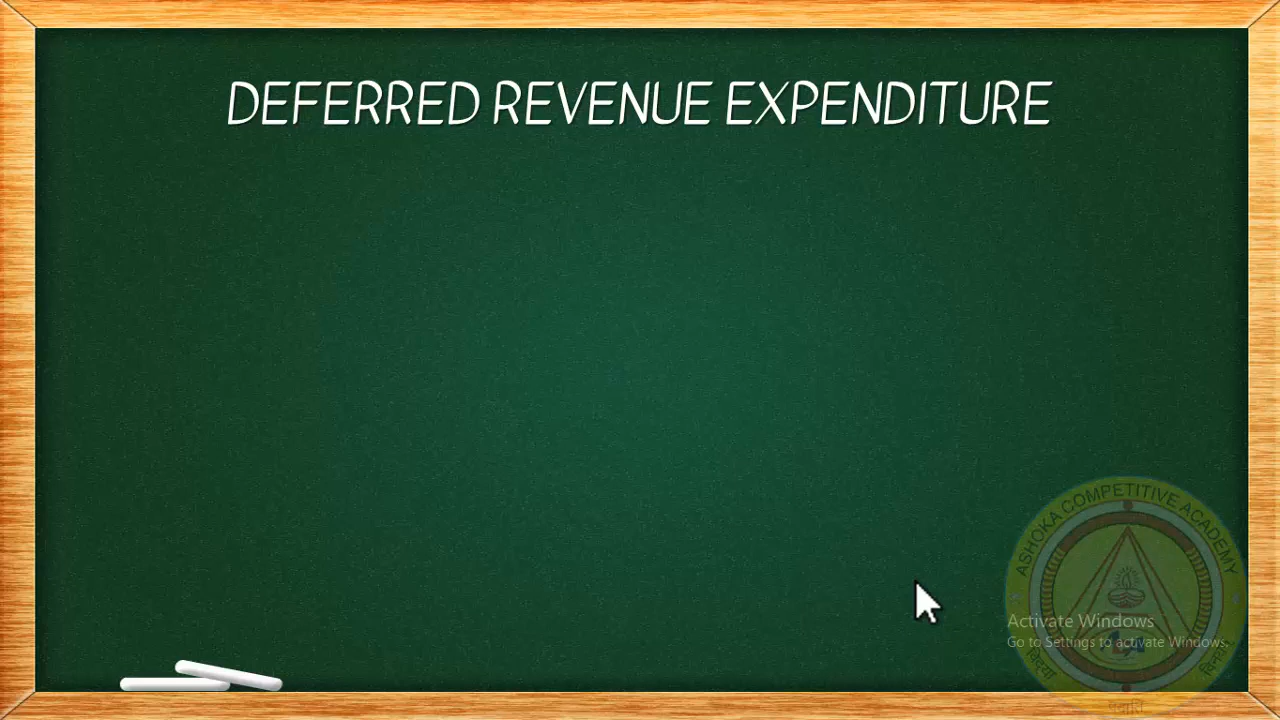 DEFERRED REVENUE EXPENDITURE
ASHOKA COMPETITIVE ACADEMY
Activate Windows
Go to Settings to activate Windows.